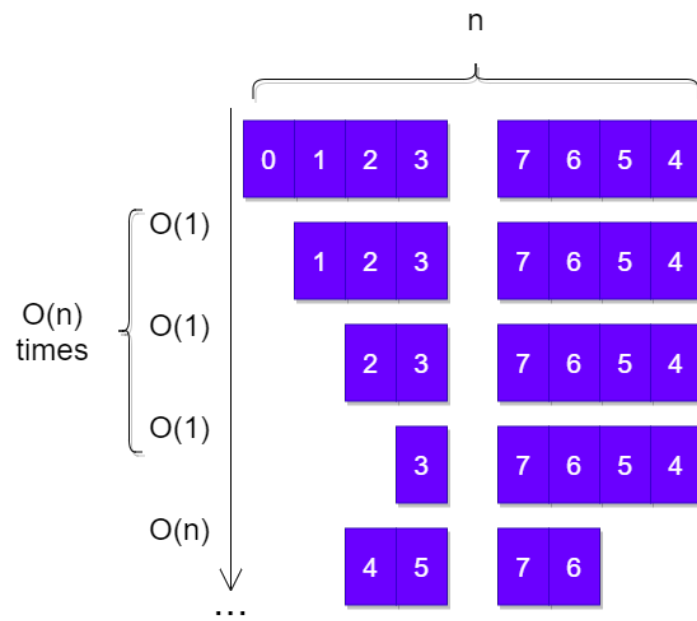 n
0 1 2 3 7 6 5 4
O(1)
1 2 3 7 6 5 4
O(n)
times
O(1)
2 3 7 6 5 4
O(1)
3 7 6 5 4
O(n)
4 5 7 6
...